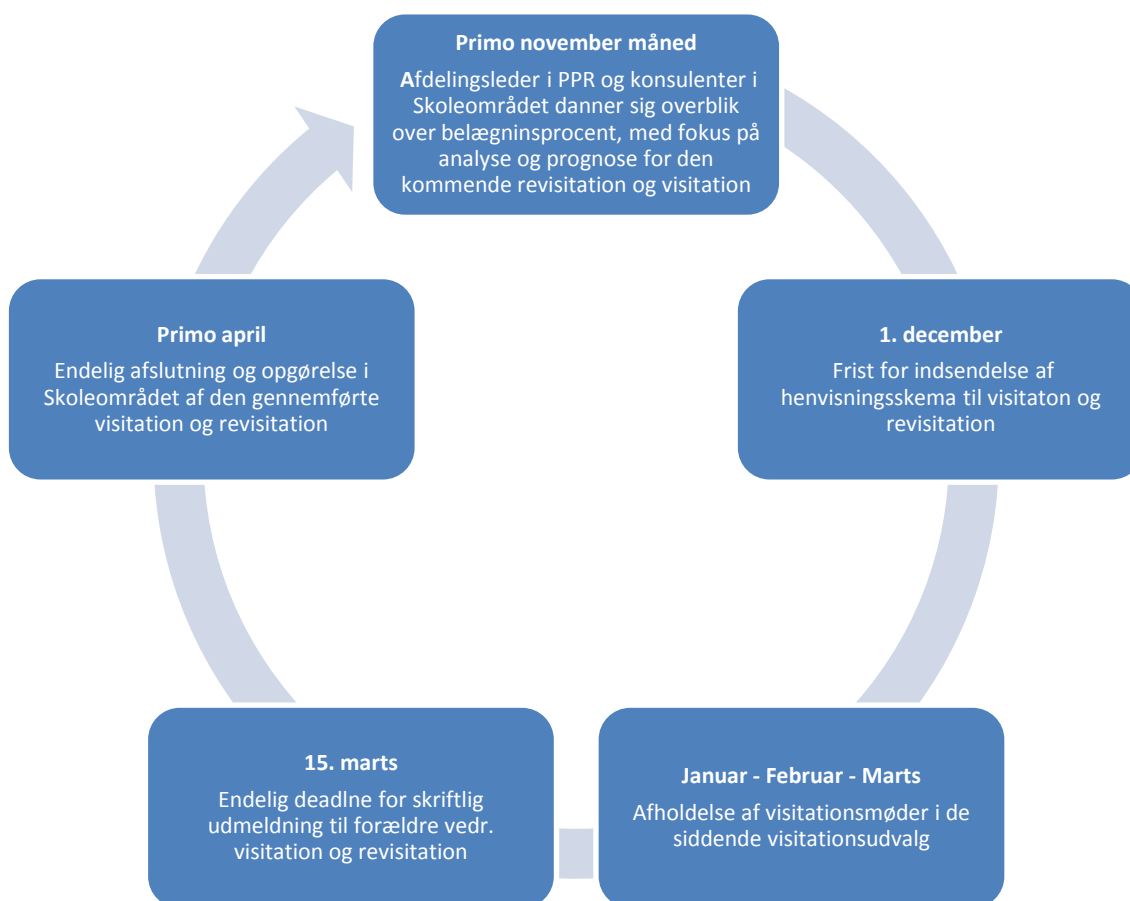 Primo november måned
Afdelingsleder i PPR og konsulenter i
Skoleområdet danner sig overblik
over belægninsprocent, med fokus på
analyse og prognose for den
kommende revisitation og visitation
1. december
Frist for indsendelse af
henvisningsskema til visitaton og
revisitation
Januar - Februar - Marts
Afholdelse af visitationsmøder i de
siddende visitationsudvalg
15. marts
Endelig deadlne for skriftlig
udmeldning til forældre vedr.
visitation og revisitation
Primo april
Endelig afslutning og opgørelse i
Skoleområdet af den gennemførte
visitation og revisitation